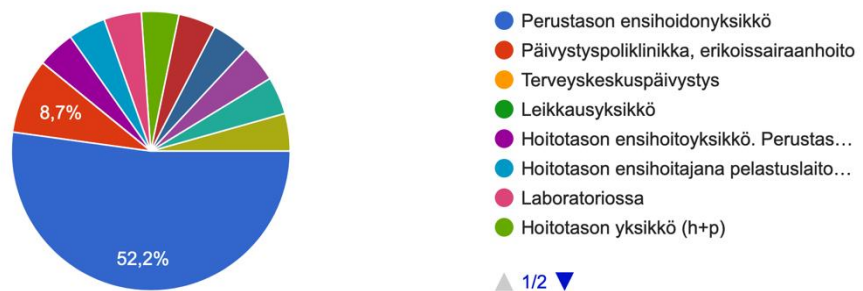 8,7%
52,2%
Perustason ensihoidonyksikkö
Päivystyspoliklinikka, erikoissairaanhoito
Terveyskeskuspäivystys
Leikkausyksikkö
Hoitotason ensihoitoyksikkö. Perustas…
Hoitotason ensihoitajana pelastuslaito…
Laboratoriossa
Hoitotason yksikkö (h+p)
1/2